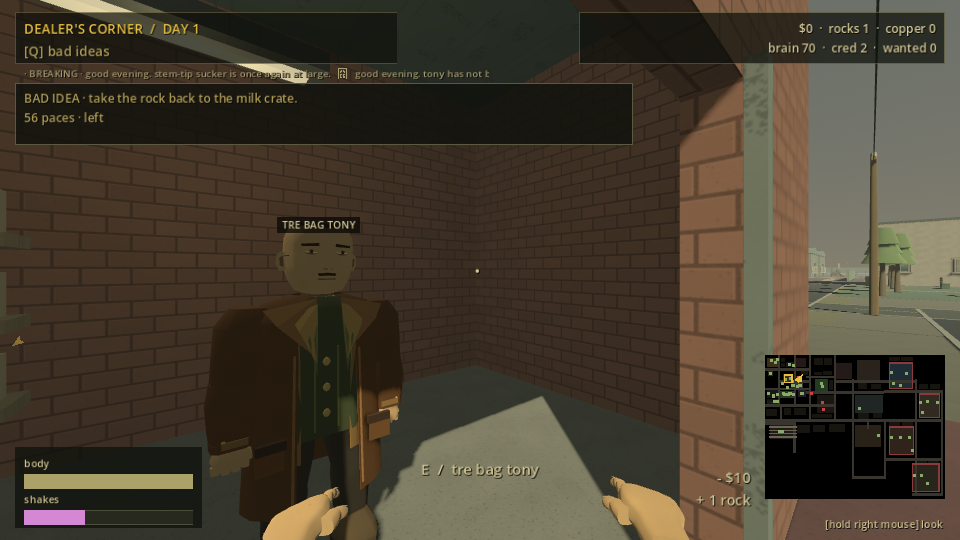 DEALER'S CORNER / DAY 1
[Q] bad ideas
$0 · rocks 1 · copper 0
brain 70 · cred 2 · wanted 0
· BREAKING · good evening. stem-tip sucker is once again at large. good evening. tony has not
BAD IDEA · take the rock back to the milk crate.
56 paces · left
TRE BAG TONY
E / tre bag tony
- $10
+ 1 rock
body
shakes
[hold right mouse] look